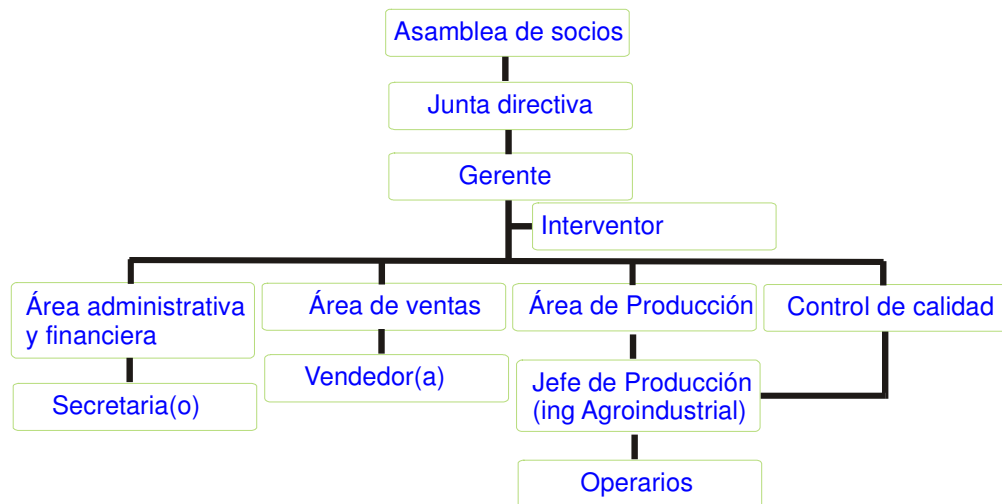 Asamblea de socios
Junta directiva
Gerente
Interventor
Área administrativa
y financiera
Área de ventas
Área de Producción
Control de calidad
Secretaria(o)
Vendedor(a)
Jefe de Producción
(ing Agroindustrial)
Operarios